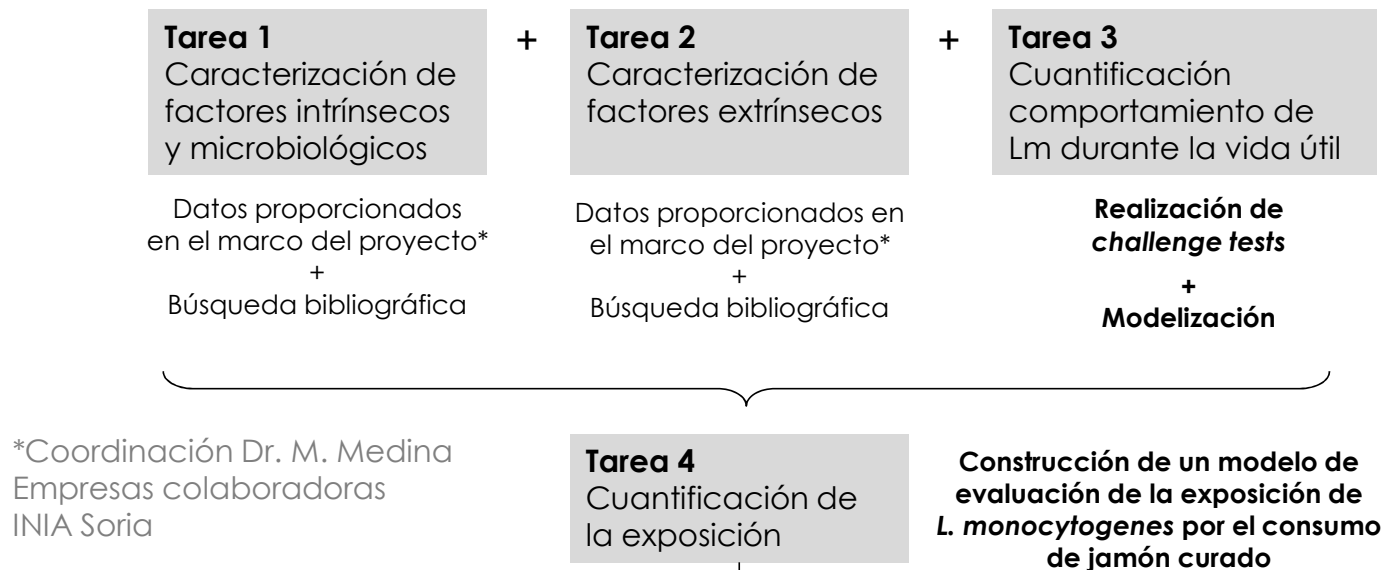 Tarea 1
Caracterización de
factores intrínsecos
y microbiológicos
+
Tarea 2
Caracterización de
factores extrínsecos
+
Tarea 3
Cuantificación
comportamiento de
Lm durante la vida útil
Datos proporcionados
en el marco del proyecto*
+
Búsqueda bibliográfica
Datos proporcionados en
el marco del proyecto*
+
Búsqueda bibliográfica
Realización de
challenge tests
+
Modelización
*Coordinación Dr. M. Medina
Empresas colaboradoras
INIA Soria
Tarea 4
Cuantificación de
la exposición
Construcción de un modelo de
evaluación de la exposición de
L. monocytogenes por el consumo
de jamón curado